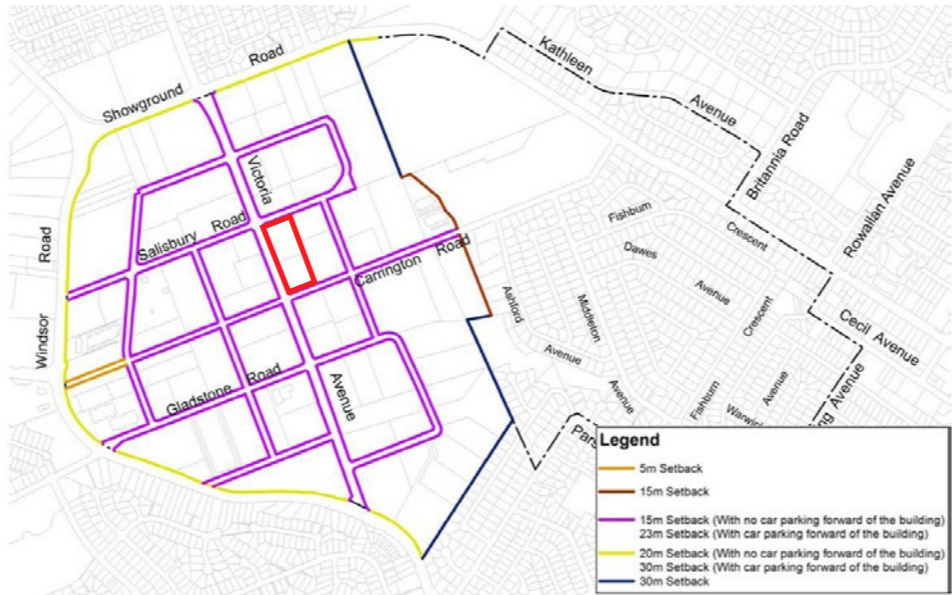 Kathleen
Avenue
Showground Road
Britannia Road
Rowallan Avenue
Victoria
Fishburn
Crescent
Salisbury Road
Dawes
Road
Carrington Road
Avenue
Crescent
Ashford
Middleton
Cecil Avenue
Windsor
Avenue
Gladstone Road
Avenue
Avenue
Fishburn
Avenue
Avenue
Legend
5m Setback
15m Setback
15m Setback (With no car parking forward of the building)
23m Setback (With car parking forward of the building)
20m Setback (With no car parking forward of the building)
30m Setback (With car parking forward of the building)
30m Setback